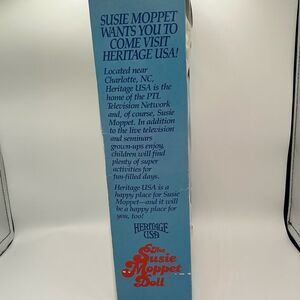 SUSIE MOPPET
WANTS YOU TO
COME VISIT
HERITAGE USA!
Located near
Charlotte, NC,
Heritage USA is the
home of the PTL
Television Network
and, of course, Susie
Moppet. In addition
to the live television
and seminars
grown-ups enjoy,
children will find
plenty of super
activities for
fun-filled days.
Heritage USA is a
happy place for Susie
Moppet—and it will
be a happy place for
you, too!
HERITAGE
USA
The
Susie
Moppet
Doll